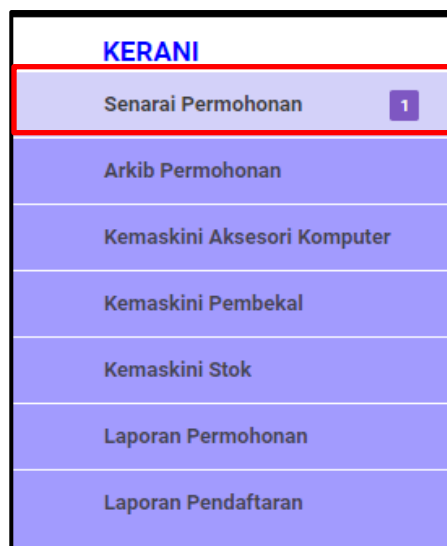 KERANI
Senarai Permohonan 1
Arkib Permohonan
Kemaskini Aksesori Komputer
Kemaskini Pembekal
Kemaskini Stok
Laporan Permohonan
Laporan Pendaftaran